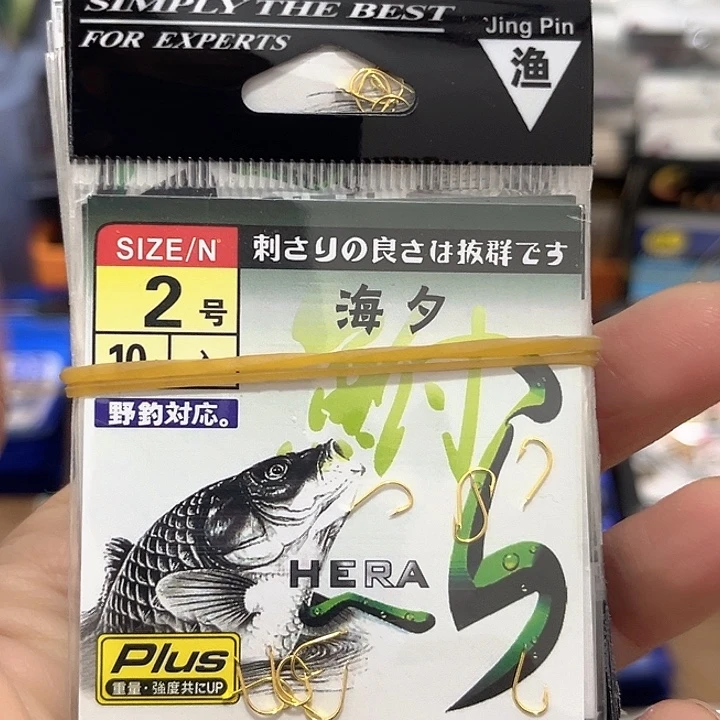 SIMPLY THE BEST
FOR EXPERTS
Jing Pin
渔
SIZE/N°
刺さりの良さは抜群です
2号
海夕
10
野釣対応。
へら
HERA
Plus
重量・強度共にUP